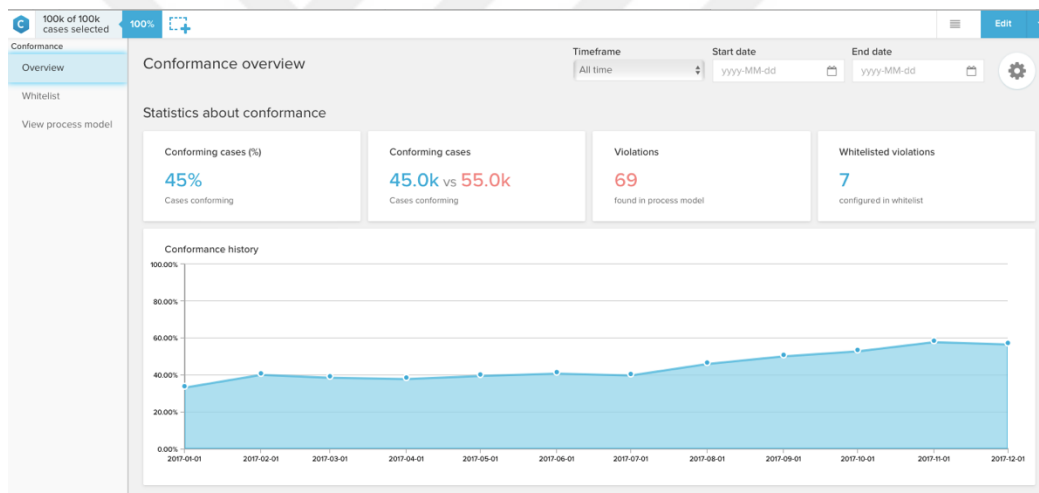 C
100k of 100k
cases selected
100%
Edit
Conformance
Overview
Whitelist
View process model
Conformance overview
Timeframe
All time
Start date
yyyy-MM-dd
End date
yyyy-MM-dd
Statistics about conformance
Conforming cases (%)
45%
Cases conforming
Conforming cases
45.0k vs 55.0k
Cases conforming
Violations
69
found in process model
Whitelisted violations
7
configured in whitelist
Conformance history
100.00%
80.00%
60.00%
40.00%
20.00%
0.00%
2017-01-01 2017-02-01 2017-03-01 2017-04-01 2017-05-01 2017-06-01 2017-07-01 2017-08-01 2017-09-01 2017-10-01 2017-11-01 2017-12-01